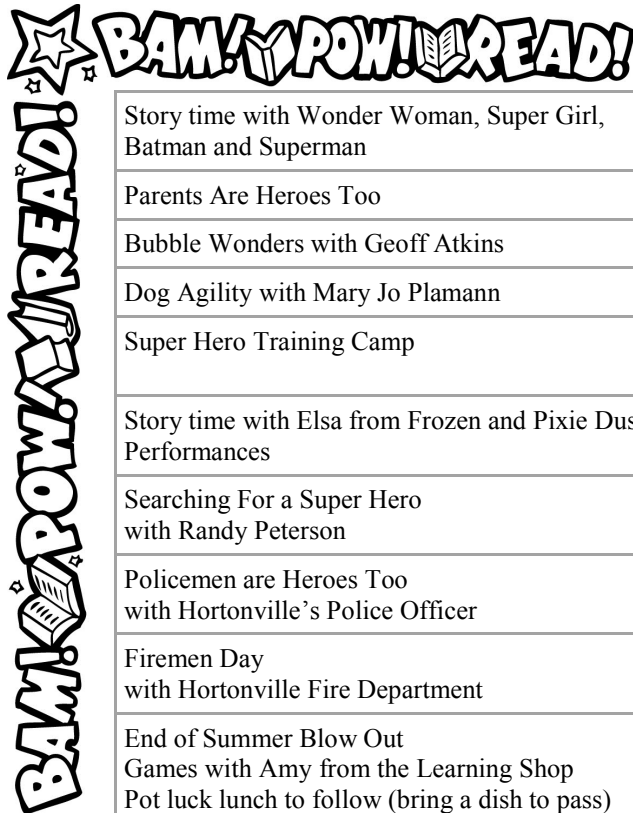 BAM! POW! READ!
BAM! POW! READ!
Story time with Wonder Woman, Super Girl,
Batman and Superman
Parents Are Heroes Too
Bubble Wonders with Geoff Atkins
Dog Agility with Mary Jo Plamann
Super Hero Training Camp
Story time with Elsa from Frozen and Pixie Dus
Performances
Searching For a Super Hero
with Randy Peterson
Policemen are Heroes Too
with Hortonville's Police Officer
Firemen Day
with Hortonville Fire Department
End of Summer Blow Out
Games with Amy from the Learning Shop
Pot luck lunch to follow (bring a dish to pass)